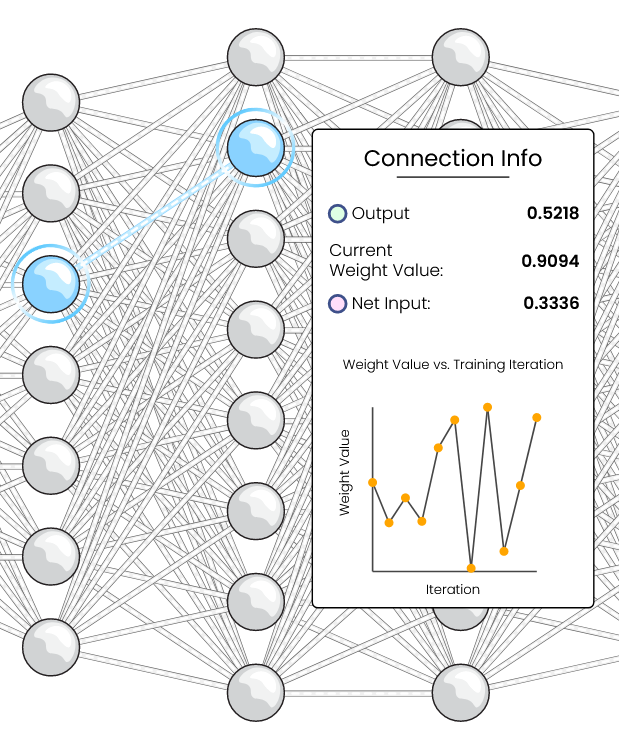 Connection Info
Output 0.5218
Current
Weight Value: 0.9094
Net Input: 0.3336
Weight Value vs. Training Iteration
Weight Value
Iteration